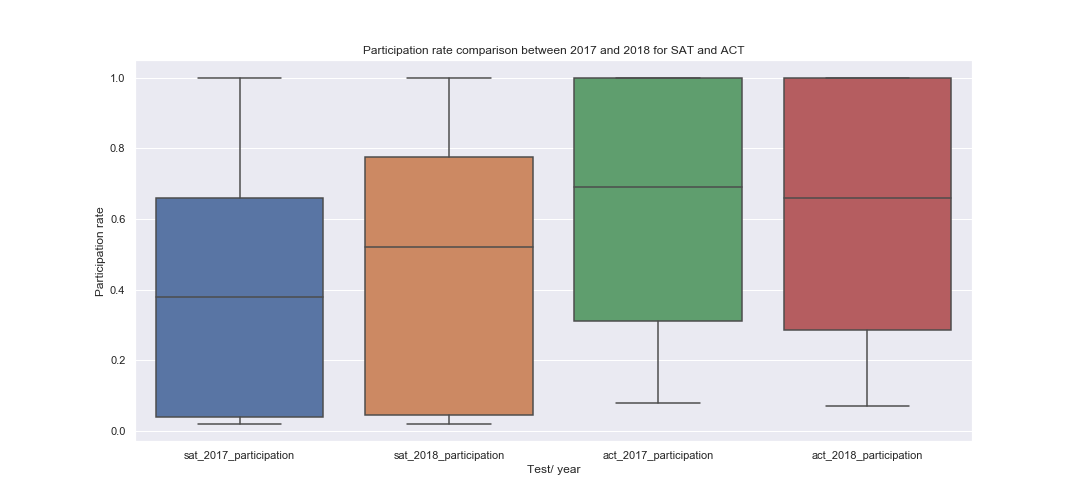 Participation rate comparison between 2017 and 2018 for SAT and ACT
Participation rate
1.0
0.8
0.6
0.4
0.2
0.0
sat_2017_participation
sat_2018_participation
act_2017_participation
act_2018_participation
Test/ year